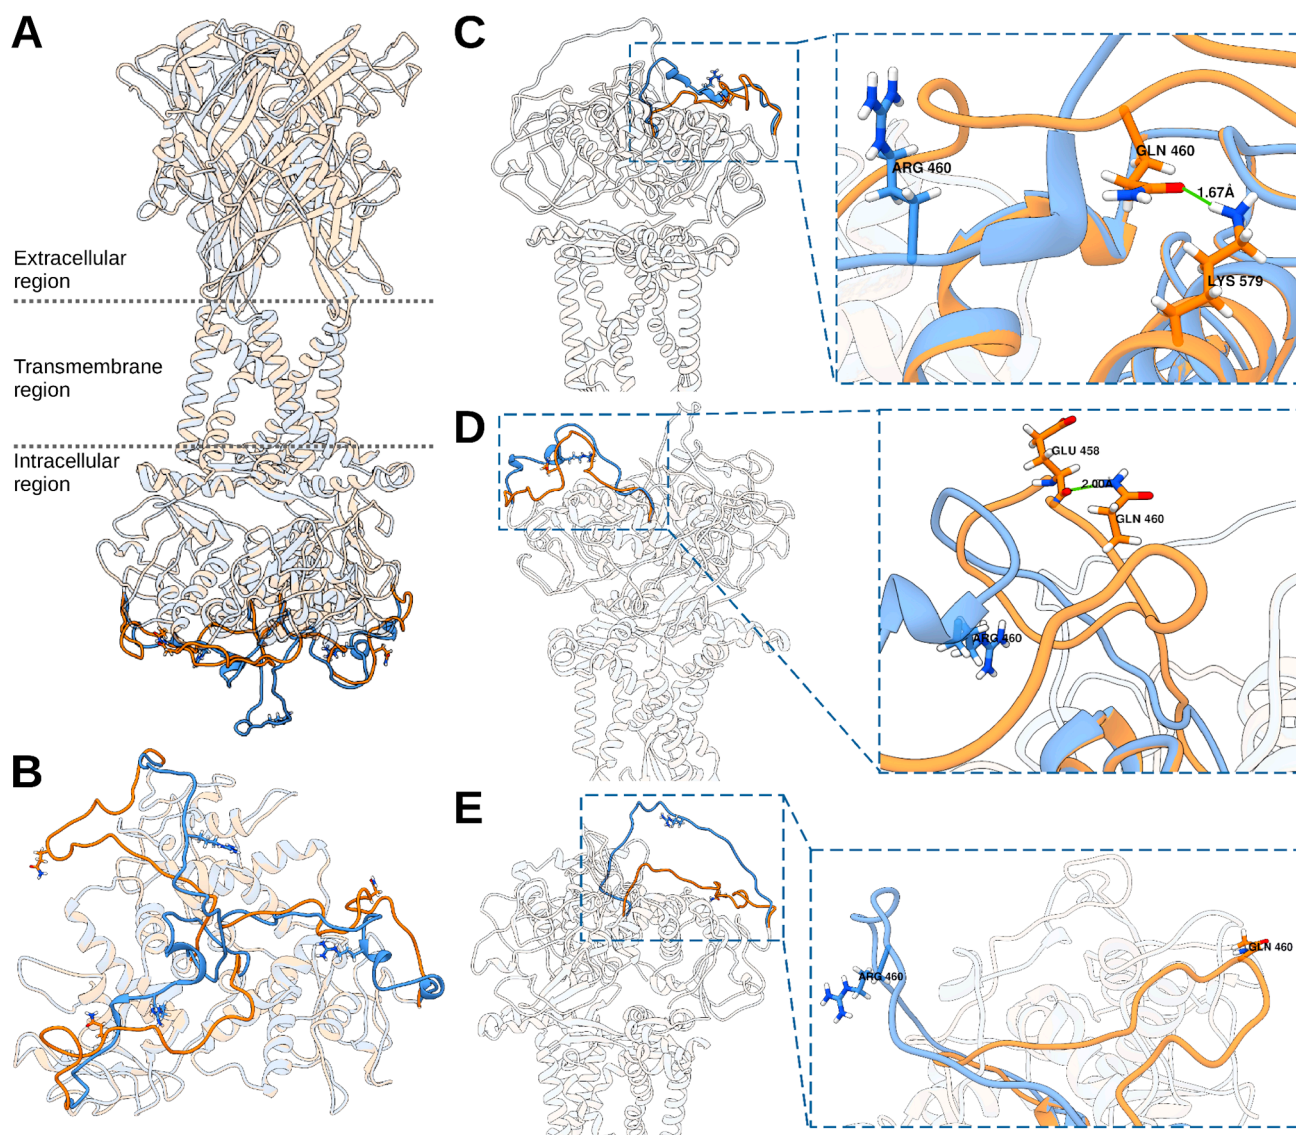 A
Extracellular
region
Transmembrane
region
Intracellular
region
B
C
ARG 460
GLN 460
1.67Å
LYS 579
D
GLU 458
2.00Å
GLN 460
ARG 460
E
ARG 460
GLN 460